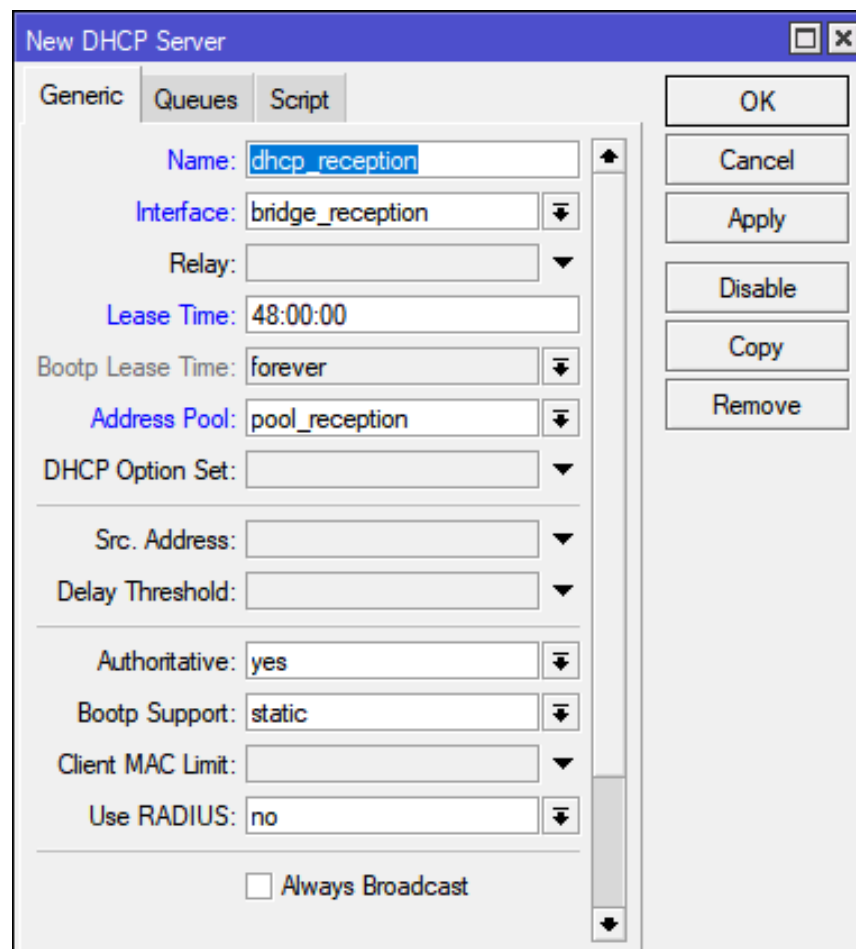 New DHCP Server
Generic Queues Script
Name: dhcp_reception
Interface: bridge_reception
Relay:
Lease Time: 48:00:00
Bootp Lease Time: forever
Address Pool: pool_reception
DHCP Option Set:
Src. Address:
Delay Threshold:
Authoritative: yes
Bootp Support: static
Client MAC Limit:
Use RADIUS: no
Always Broadcast
OK
Cancel
Apply
Disable
Copy
Remove